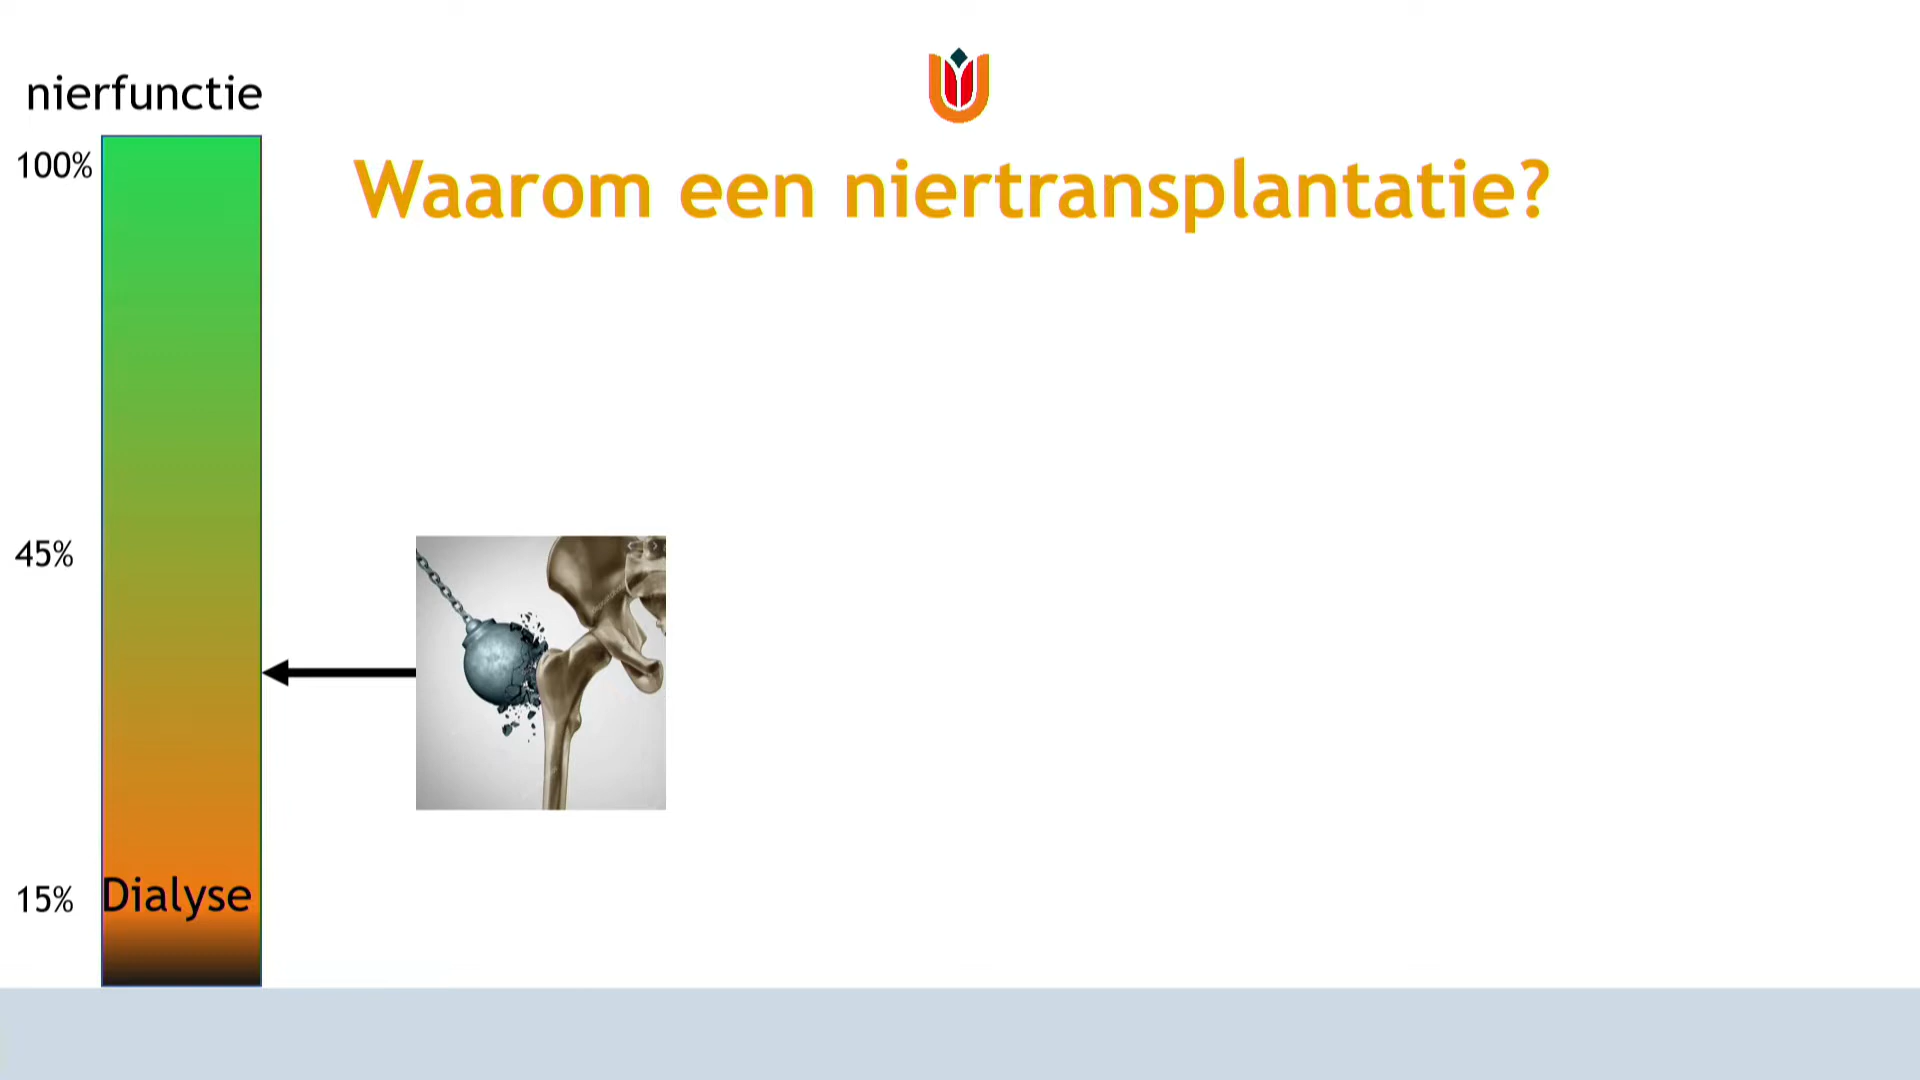 nierfunctie
100%
Waarom een niertransplantatie?
45%
15%
Dialyse